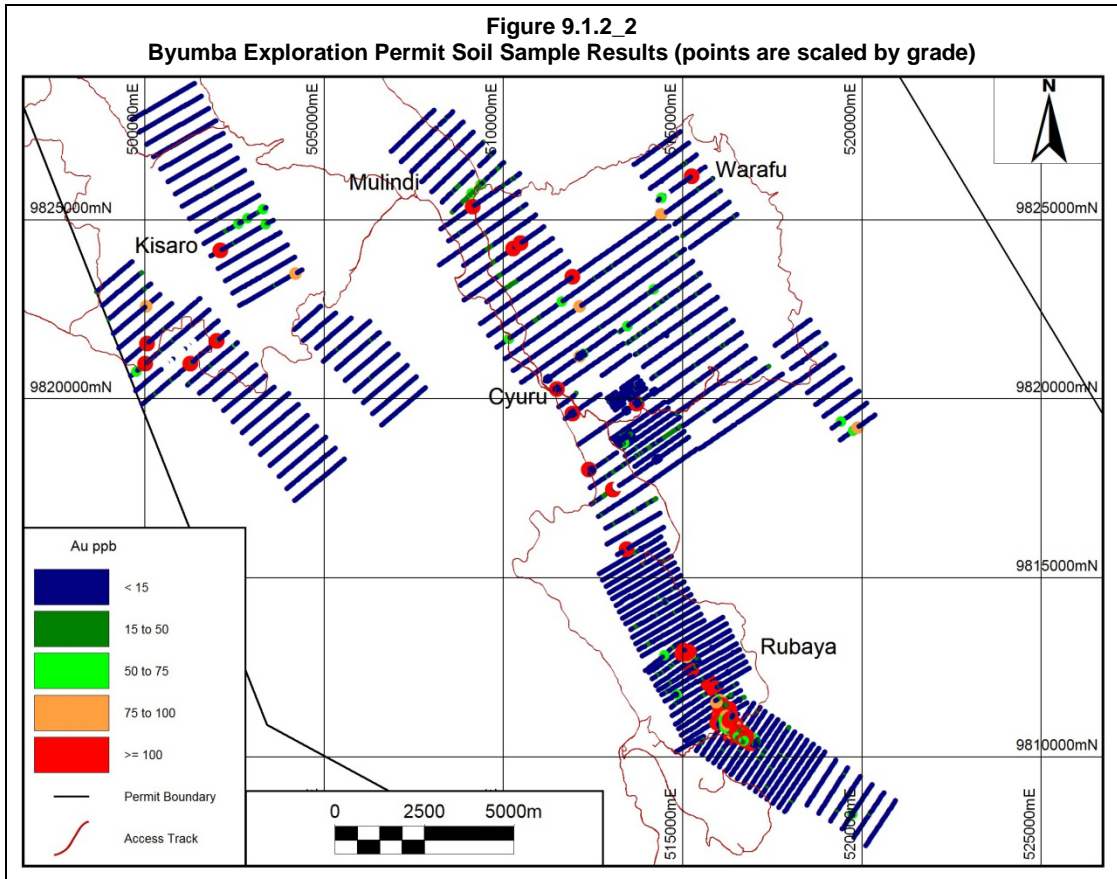 Figure 9.1.2_2
Byumba Exploration Permit Soil Sample Results (points are scaled by grade)
N
500000mE
505000mE
510000mE
515000mE
520000mE
Mulindi
Warafu
9825000mN
9825000mN
Kisaro
9820000mN
Cyuru
9820000mN
9815000mN
Rubaya
9810000mN
Au ppb
< 15
15 to 50
50 to 75
75 to 100
>= 100
Permit Boundary
Access Track
0 2500 5000m
515000mE
520000mE
525000mE